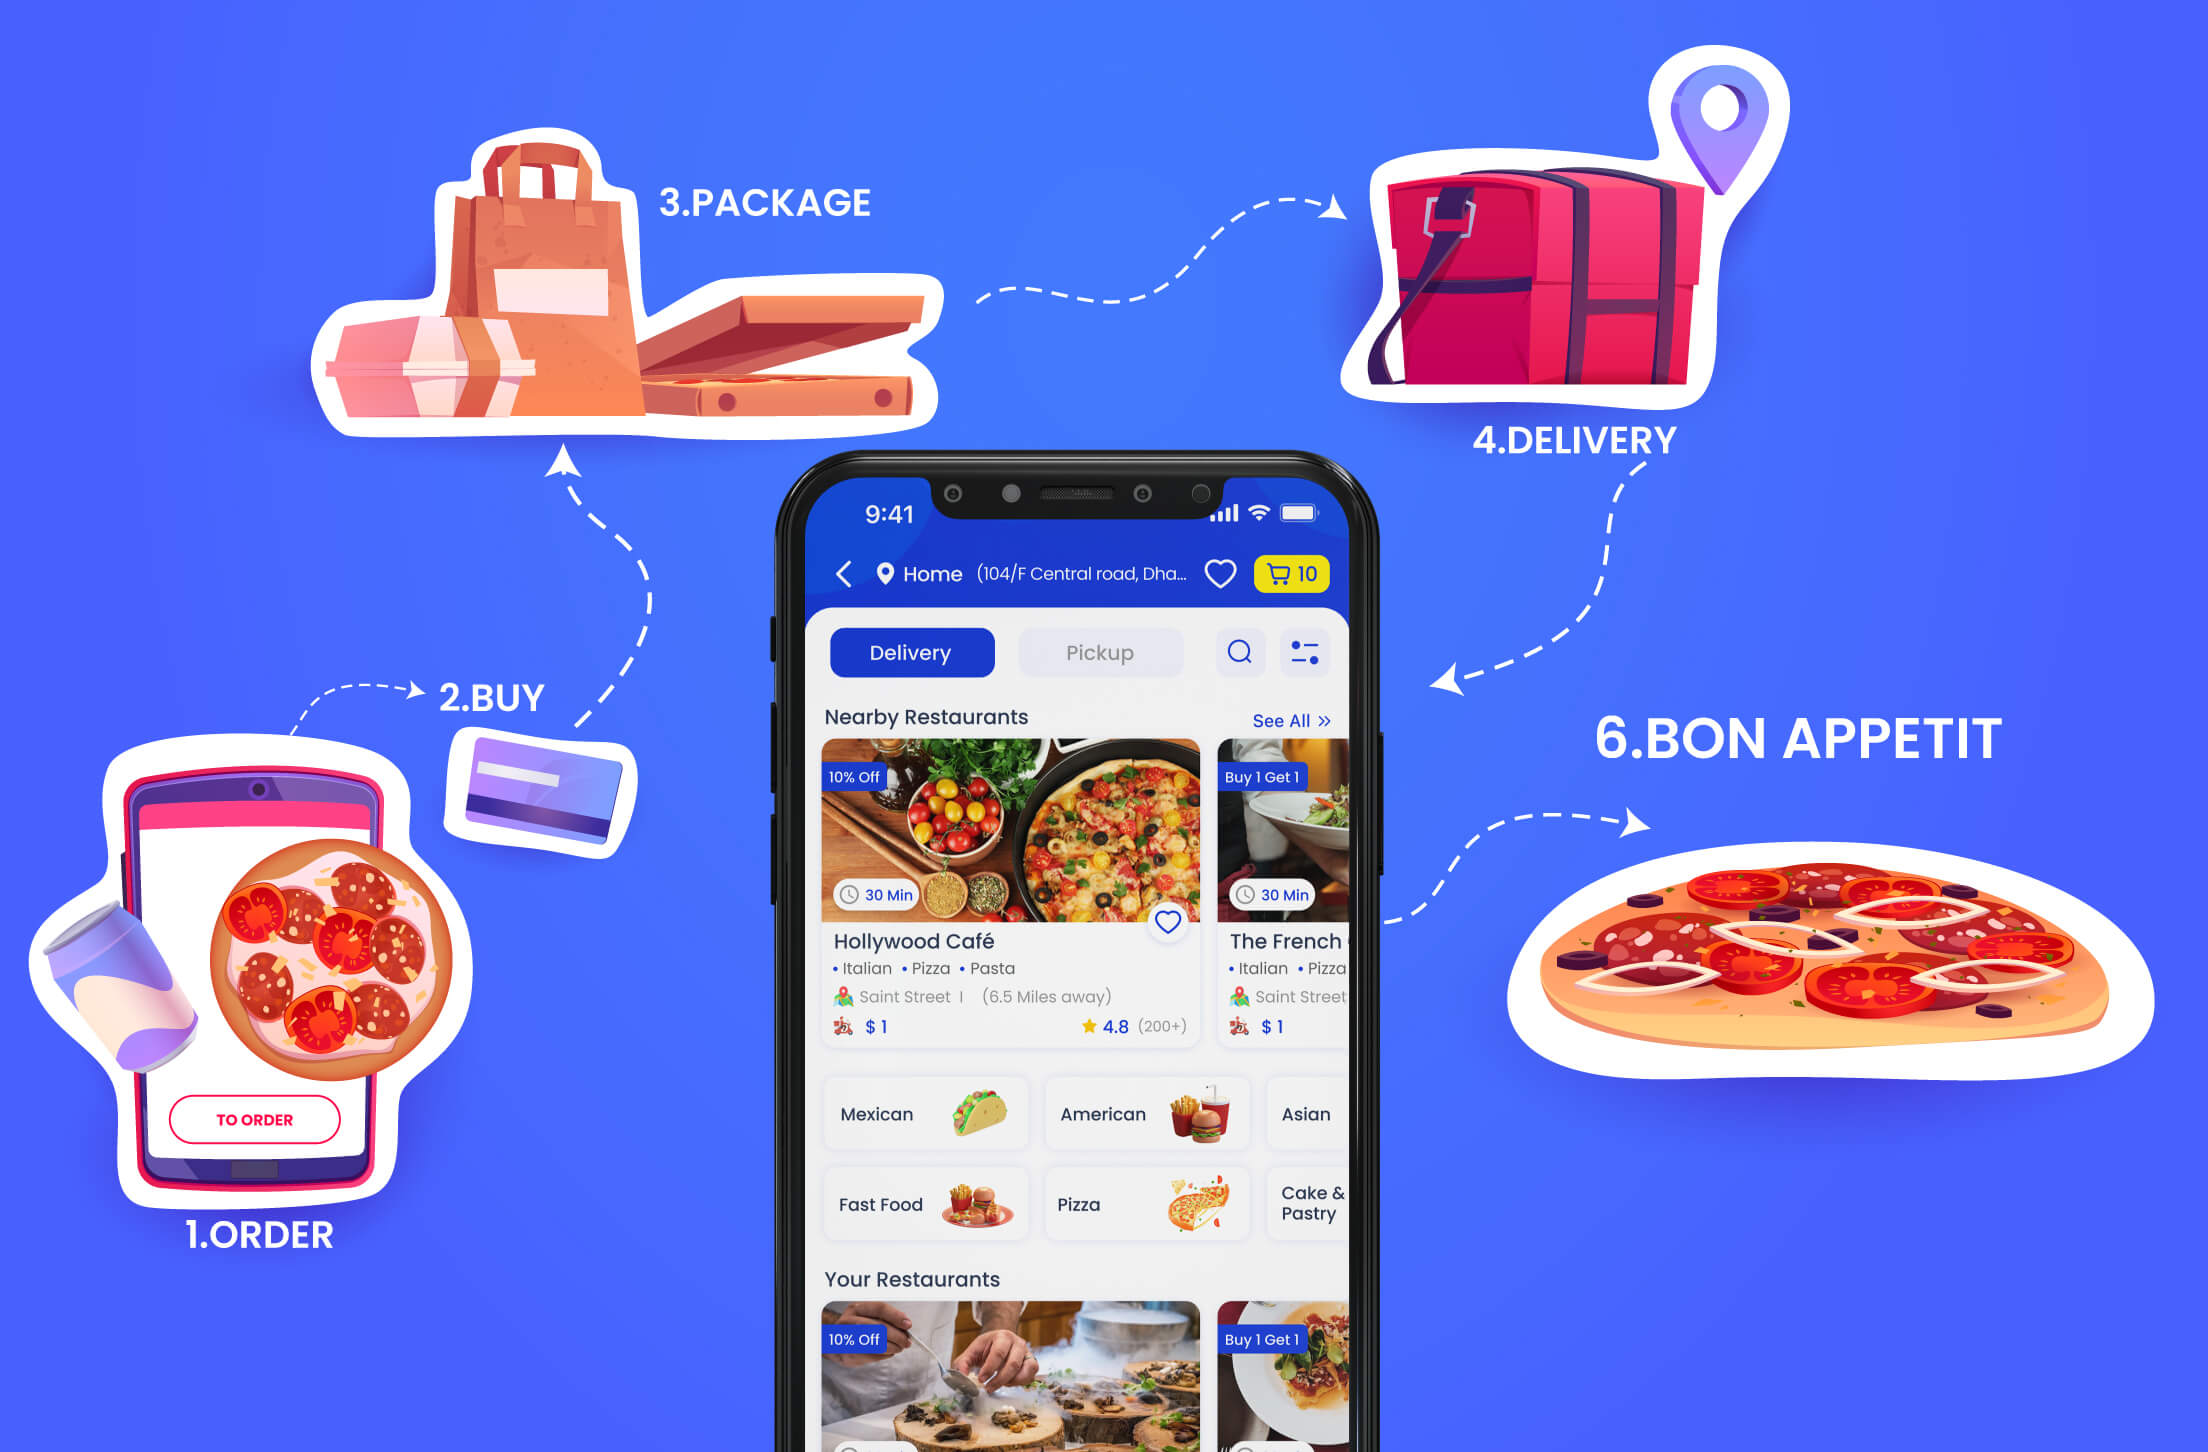 3.PACKAGE
4.DELIVERY
2.BUY
TO ORDER
1.ORDER
6.BON APPETIT
9:41
Home (104/F Central road, Dha...
10
Delivery
Pickup
Nearby Restaurants
See All »
10% Off
Buy 1 Get 1
30 Min
30 Min
Hollywood Café
The French
• Italian • Pizza • Pasta
• Italian • Pizza
Saint Street | (6.5 Miles away)
Saint Street
$ 1
4.8 (200+)
$ 1
Mexican
American
Asian
Fast Food
Pizza
Cake &
Pastry
Your Restaurants
10% Off
Buy 1 Get 1